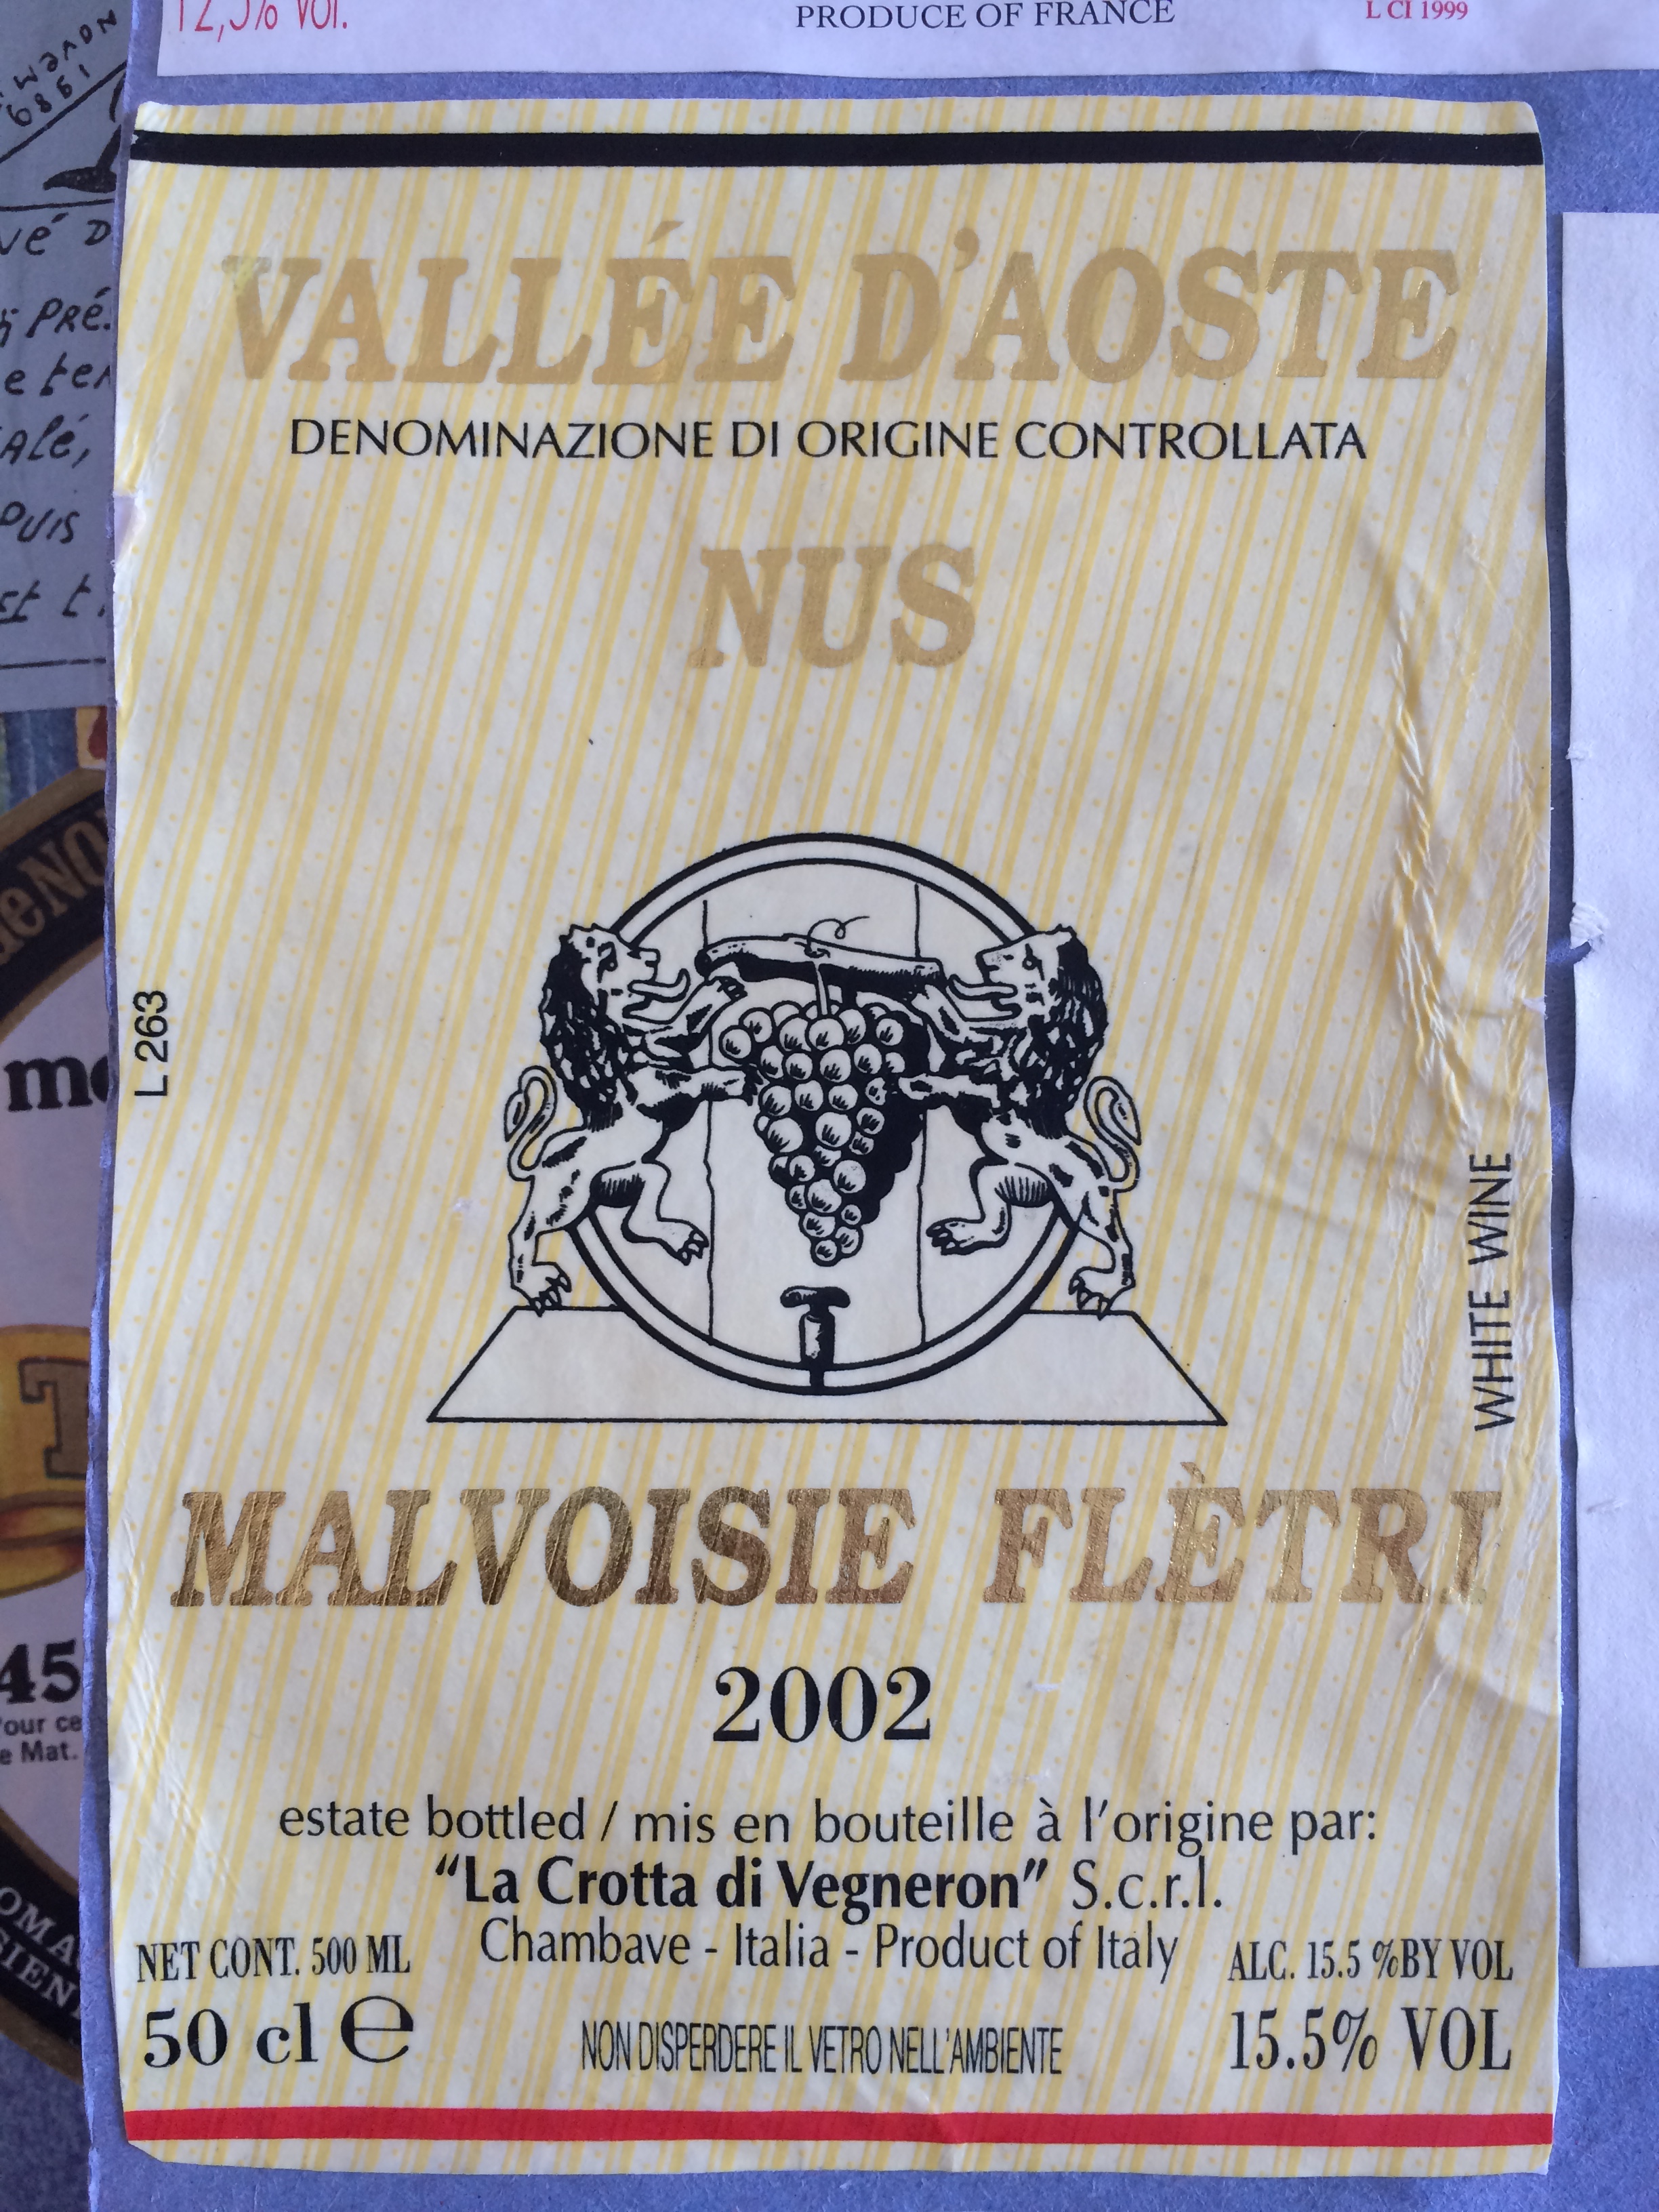 12,5% vol.
PRODUCE OF FRANCE
L CI 1999
1989
VALLÉE D'AOSTE
DENOMINAZIONE DI ORIGINE CONTROLLATA
NUS
L 263
WHITE WINE
MALVOISIE FLÈTRI
2002
estate bottled / mis en bouteille à l'origine par:
"La Crotta di Vegneron" S.c.r.l.
Chambave - Italia - Product of Italy
NET CONT. 500 ML
ALC. 15.5 %BY VOL
50 cl e
NON DISPERDERE IL VETRO NELL'AMBIENTE
15.5% VOL
45
e Mat.